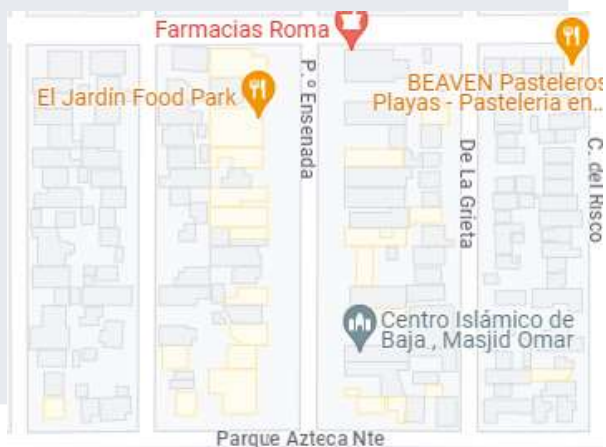 Farmacias Roma
El Jardín Food Park
BEAVEN Pasteleros
Playas - Pastelería en...
P.º Ensenada
De La Grieta
C. del Risco
Centro Islámico de
Baja , Masjid Omar
Parque Azteca Nte